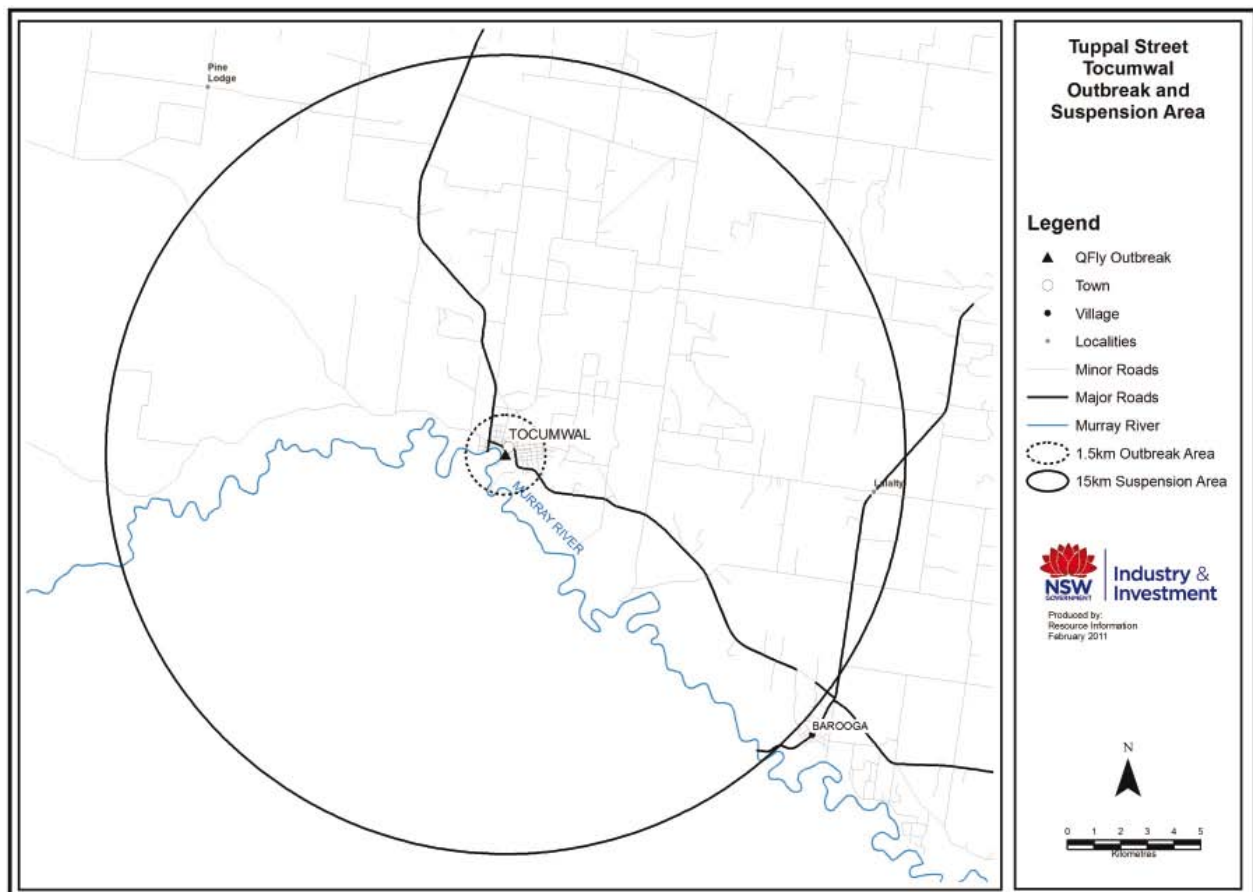 Pine
Lodge
TOCUMWAL
MURRAY RIVER
Lalalty
BAROOGA
Tuppal Street
Tocumwal
Outbreak and
Suspension Area
Legend
QFly Outbreak
Town
Village
Localities
Minor Roads
Major Roads
Murray River
1.5km Outbreak Area
15km Suspension Area
NSW
GOVERNMENT
Industry &
Investment
Produced by:
Resource Information
February 2011
N
0 1 2 3 4 5
Kilometres